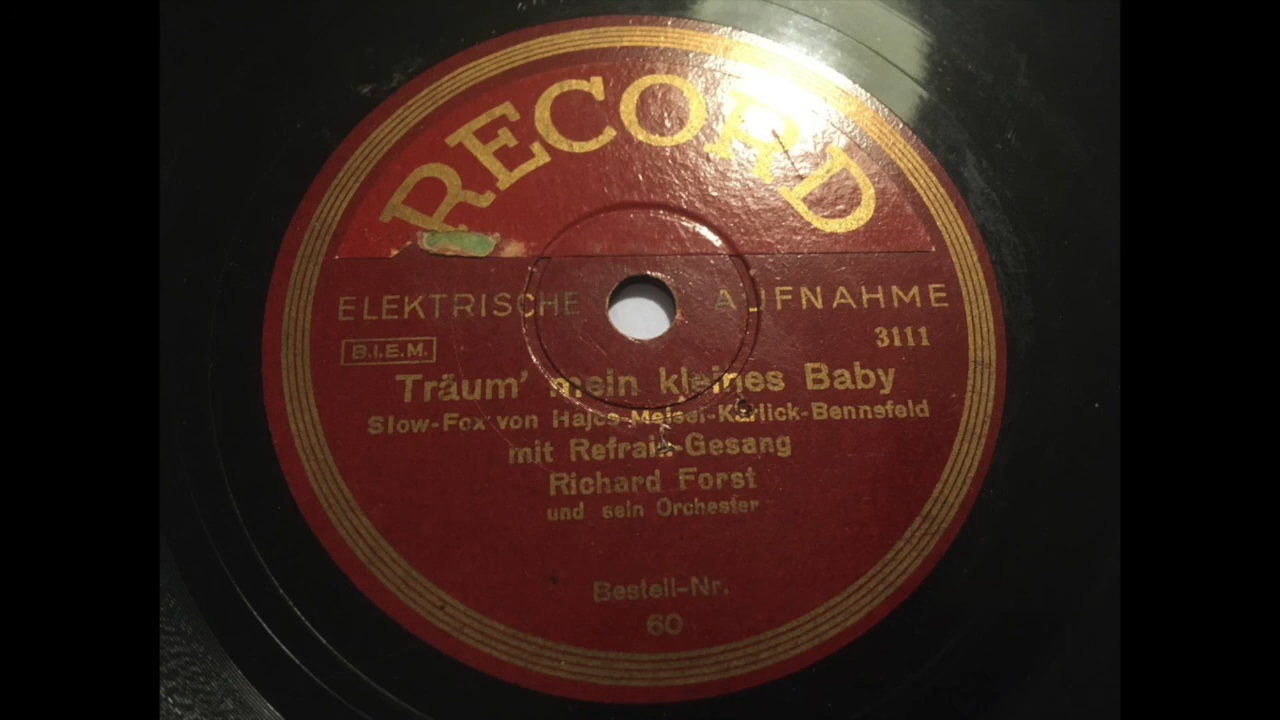 RECORD
ELEKTRISCHE AUFNAHME
B.I.E.M. 3111
Träum' mein kleines Baby
Slow-Fox von Hajos-Meisel-Karlick-Bennefeld
mit Refrain-Gesang
Richard Forst
und sein Orchester
Bestell-Nr.
60